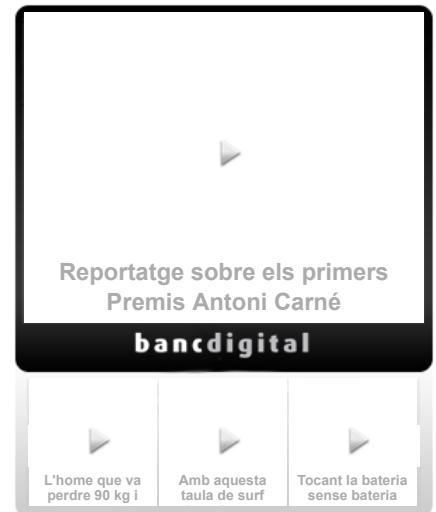 Reportatge sobre els primers
Premis Antoni Carné
bancdigital
L'home que va
perdre 90 kg i
Amb aquesta
taula de surf
Tocant la bateria
sense bateria